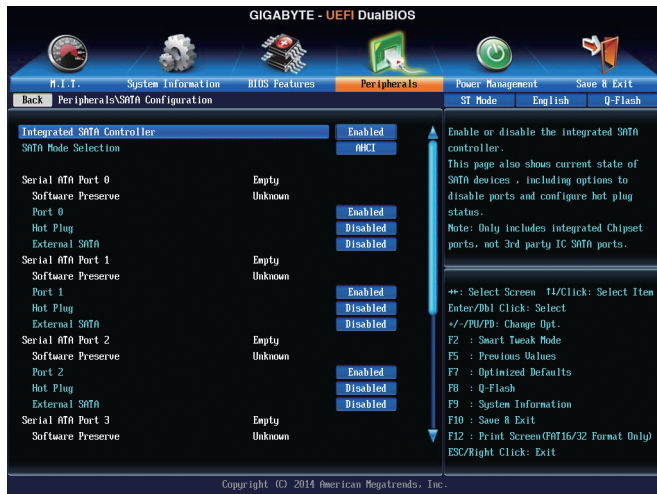 GIGABYTE - UEFI DualBIOS
M.I.T. System Information BIOS Features Peripherals Power Management Save & Exit
Back Peripherals\SATA Configuration ST Mode English Q-Flash
Integrated SATA Controller Enabled
SATA Mode Selection AHCI
Serial ATA Port 0 Empty
Software Preserve Unknown
Port 0 Enabled
Hot Plug Disabled
External SATA Disabled
Serial ATA Port 1 Empty
Software Preserve Unknown
Port 1 Enabled
Hot Plug Disabled
External SATA Disabled
Serial ATA Port 2 Empty
Software Preserve Unknown
Port 2 Enabled
Hot Plug Disabled
External SATA Disabled
Serial ATA Port 3 Empty
Software Preserve Unknown
Enable or disable the integrated SATA
controller.
This page also shows current state of
SATA devices , including options to
disable ports and configure hot plug
status.
Note: Only includes integrated Chipset
ports, not 3rd party IC SATA ports.
↔: Select Screen ↑↓/Click: Select Item
Enter/Dbl Click: Select
+/-/PU/PD: Change Opt.
F2 : Smart Tweak Mode
F5 : Previous Values
F7 : Optimized Defaults
F8 : Q-Flash
F9 : System Information
F10 : Save & Exit
F12 : Print Screen(FAT16/32 Format Only)
ESC/Right Click: Exit
Copyright (C) 2014 American Megatrends, Inc.